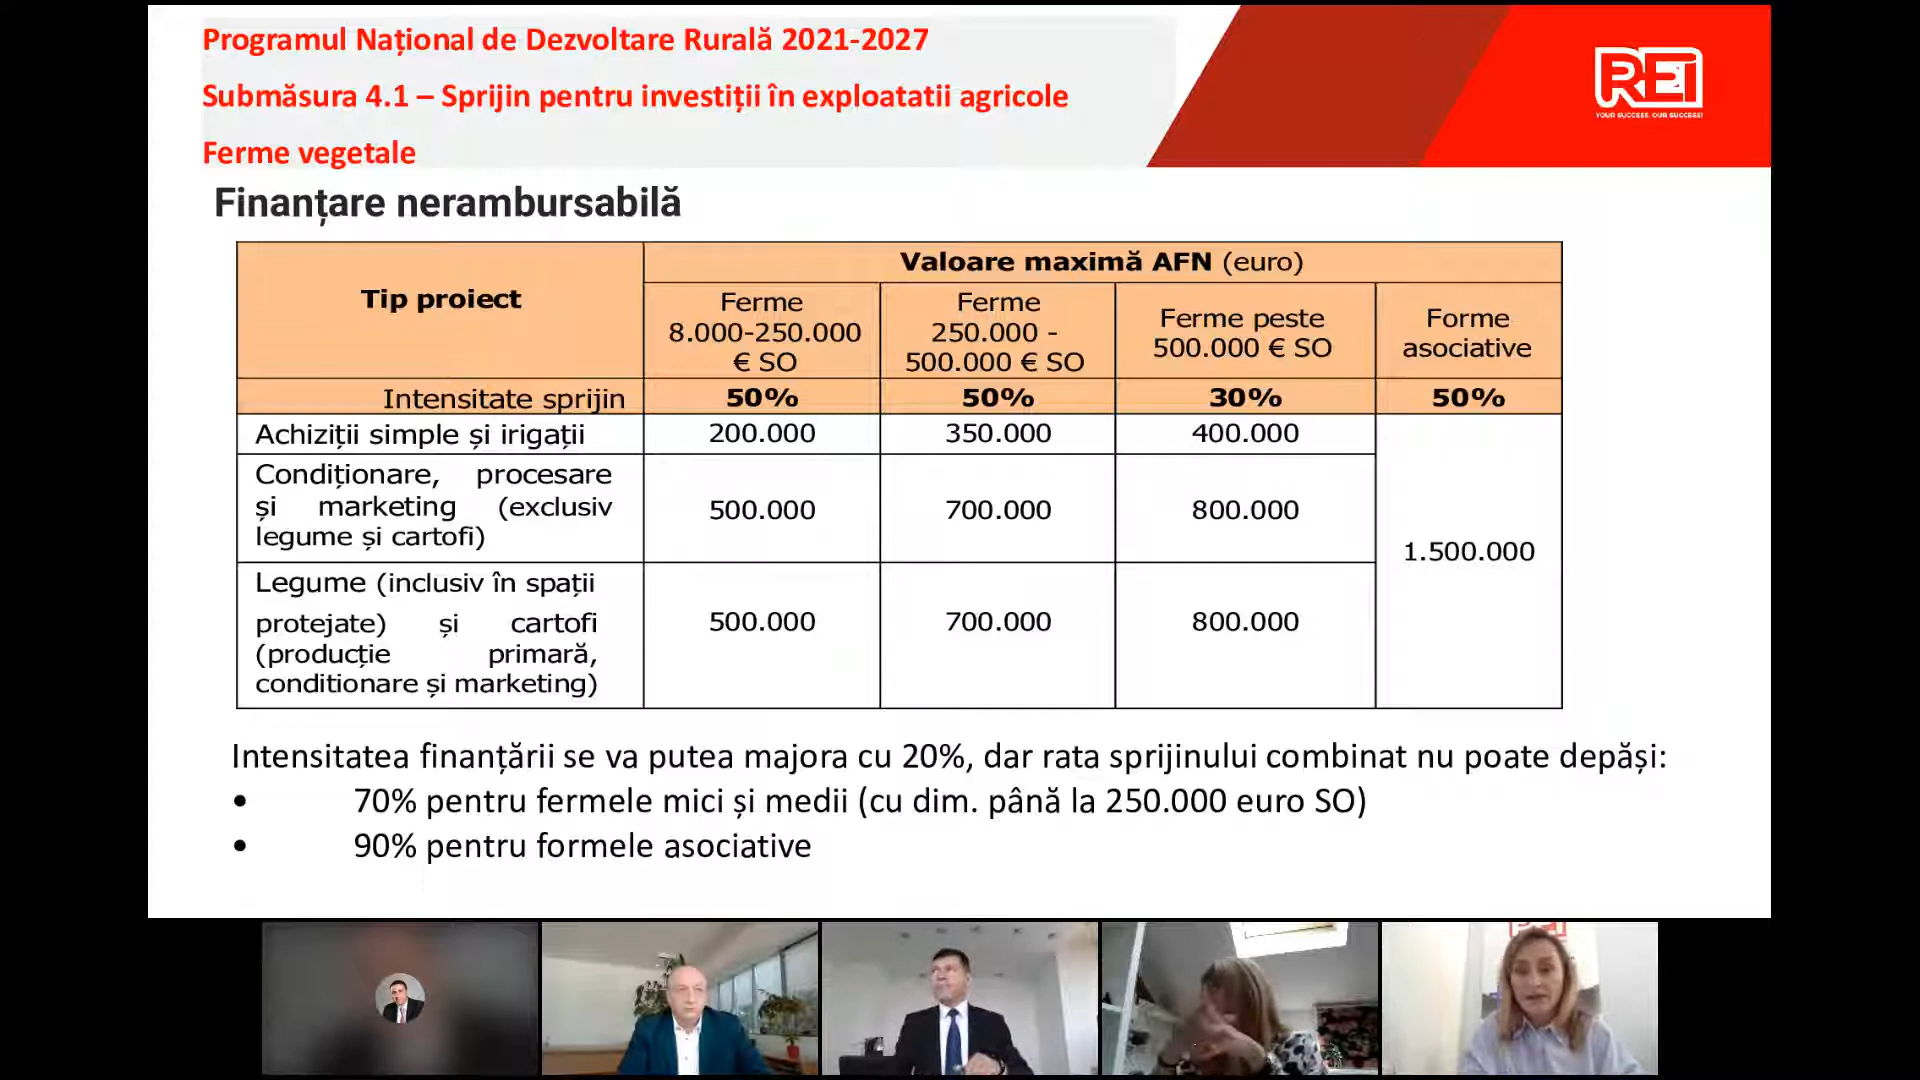 Programul Național de Dezvoltare Rurală 2021-2027
Submăsura 4.1 – Sprijin pentru investiții în exploatatii agricole
Ferme vegetale
REI
YOUR SUCCESS, OUR SUCCESS!
Finanțare nerambursabilă
Tip proiect
Valoare maximă AFN (euro)
Ferme
8.000-250.000
€ SO
Ferme
250.000 -
500.000 € SO
Ferme peste
500.000 € SO
Forme
asociative
Intensitate sprijin 50% 50% 30% 50%
Achiziții simple și irigații 200.000 350.000 400.000
Condiționare, procesare
și marketing (exclusiv
legume și cartofi)
500.000 700.000 800.000
1.500.000
Legume (inclusiv în spații
protejate) și cartofi
(producție primară,
conditionare și marketing)
500.000 700.000 800.000
Intensitatea finanțării se va putea majora cu 20%, dar rata sprijinului combinat nu poate depăși:
• 70% pentru fermele mici și medii (cu dim. până la 250.000 euro SO)
• 90% pentru formele asociative